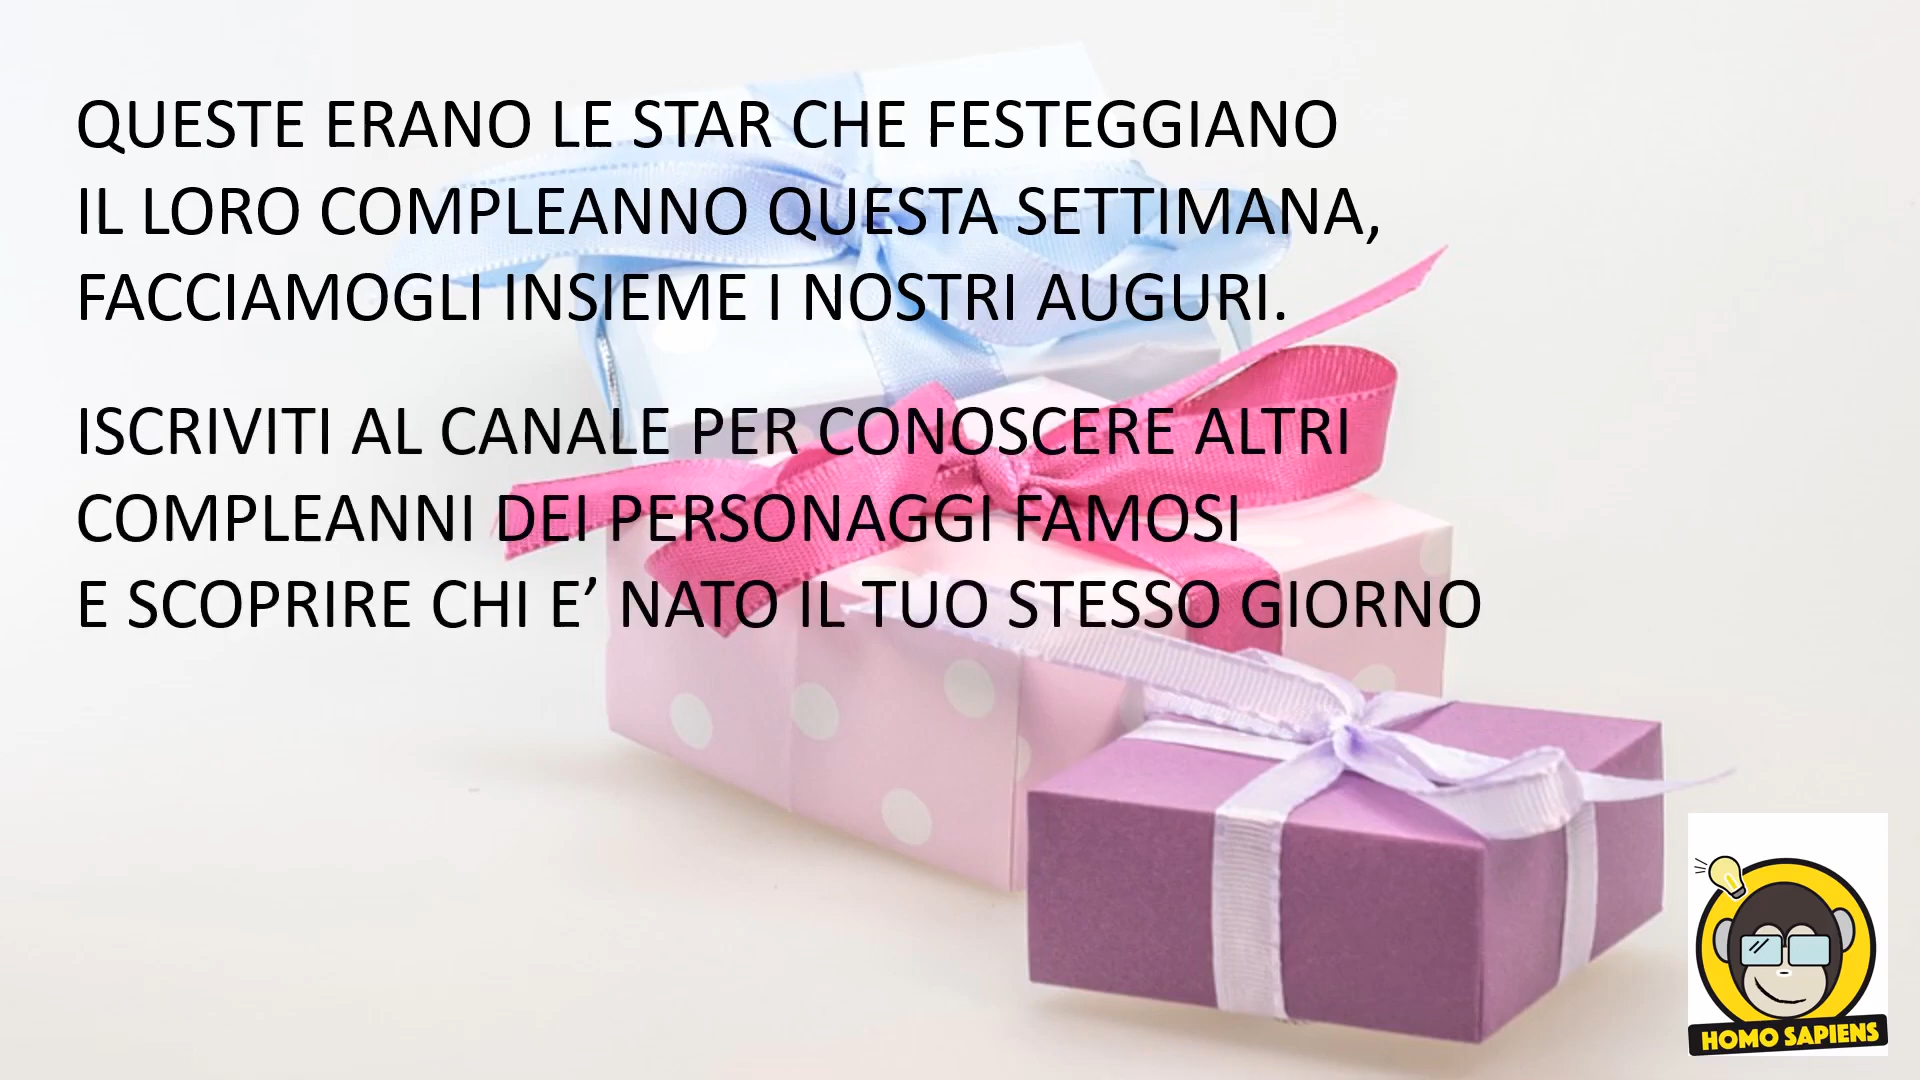 QUESTE ERANO LE STAR CHE FESTEGGIANO
IL LORO COMPLEANNO QUESTA SETTIMANA,
FACCIAMOGLI INSIEME I NOSTRI AUGURI.
ISCRIVITI AL CANALE PER CONOSCERE ALTRI
COMPLEANNI DEI PERSONAGGI FAMOSI
E SCOPRIRE CHI E’ NATO IL TUO STESSO GIORNO
HOMO SAPIENS